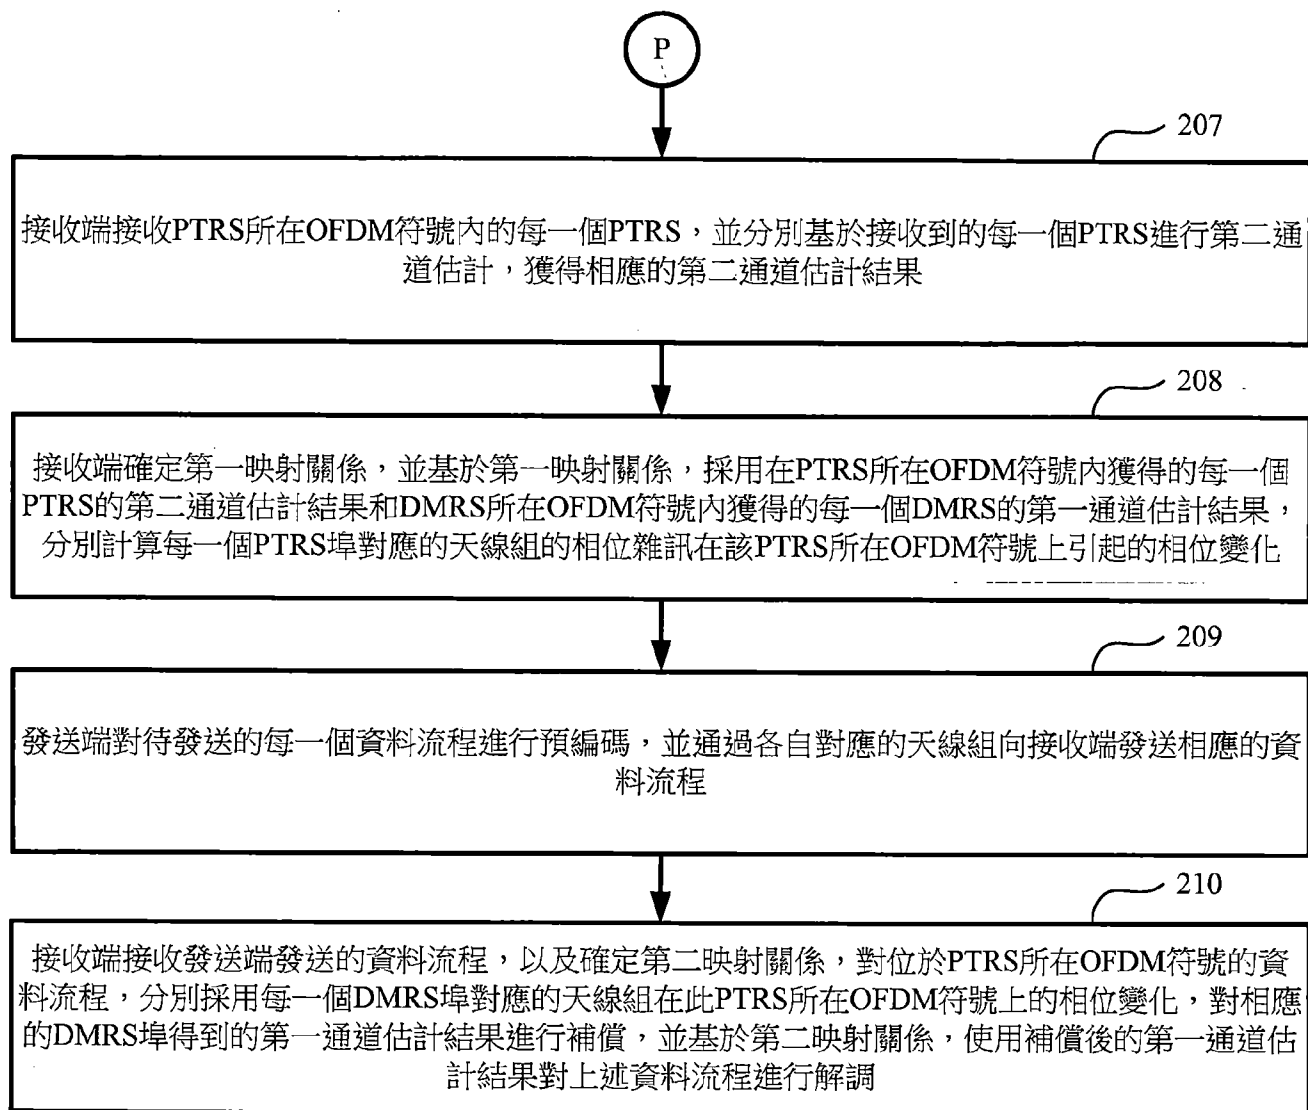 P
207
接收端接收PTRS所在OFDM符號內的每一個PTRS，並分別基於接收到的每一個PTRS進行第二通
道估計，獲得相應的第二通道估計結果
208
接收端確定第一映射關係，並基於第一映射關係，採用在PTRS所在OFDM符號內獲得的每一個
PTRS的第二通道估計結果和DMRS所在OFDM符號內獲得的每一個DMRS的第一通道估計結果，
分別計算每一個PTRS埠對應的天線組的相位雜訊在該PTRS所在OFDM符號上引起的相位變化
209
發送端對待發送的每一個資料流程進行預編碼，並通過各自對應的天線組向接收端發送相應的資
料流程
210
接收端接收發送端發送的資料流程，以及確定第二映射關係，對位於PTRS所在OFDM符號的資
料流程，分別採用每一個DMRS埠對應的天線組在此PTRS所在OFDM符號上的相位變化，對相應
的DMRS埠得到的第一通道估計結果進行補償，並基於第二映射關係，使用補償後的第一通道估
計結果對上述資料流程進行解調